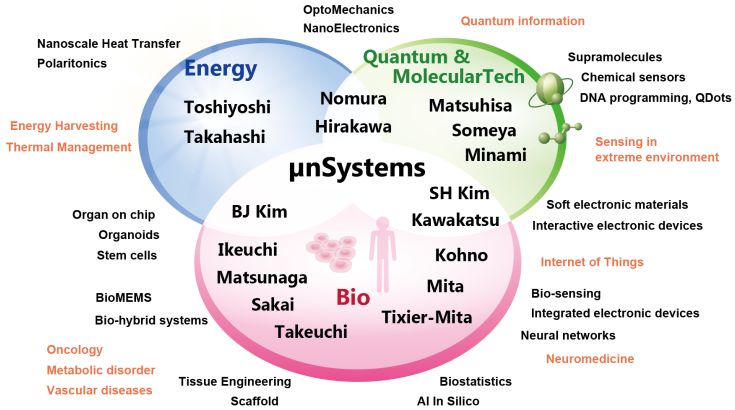 OptoMechanics
NanoElectronics
Quantum information
Nanoscale Heat Transfer
Polaritonics
Energy
Quantum &
MolecularTech
Supramolecules
Chemical sensors
DNA programming, QDots
Toshiyoshi
Takahashi
Nomura
Hirakawa
Matsuhisa
Someya
Minami
Energy Harvesting
Thermal Management
Sensing in
extreme environment
µnSystems
BJ Kim
SH Kim
Kawakatsu
Organ on chip
Organoids
Stem cells
Soft electronic materials
Interactive electronic devices
Ikeuchi
Matsunaga
Sakai
Takeuchi
Bio
Kohno
Mita
Tixier-Mita
Internet of Things
BioMEMS
Bio-hybrid systems
Bio-sensing
Integrated electronic devices
Neural networks
Oncology
Metabolic disorder
Vascular diseases
Neuromedicine
Tissue Engineering
Scaffold
Biostatistics
AI In Silico